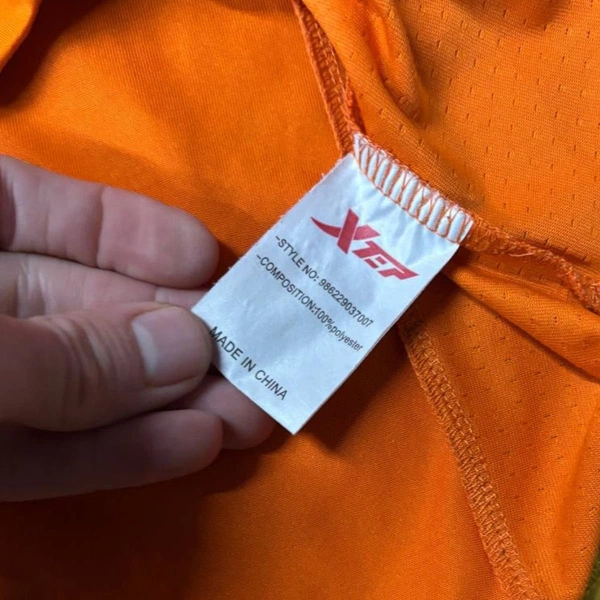 XTEP
-STYLE NO: 986229037007
-COMPOSITION:100%polyester
MADE IN CHINA